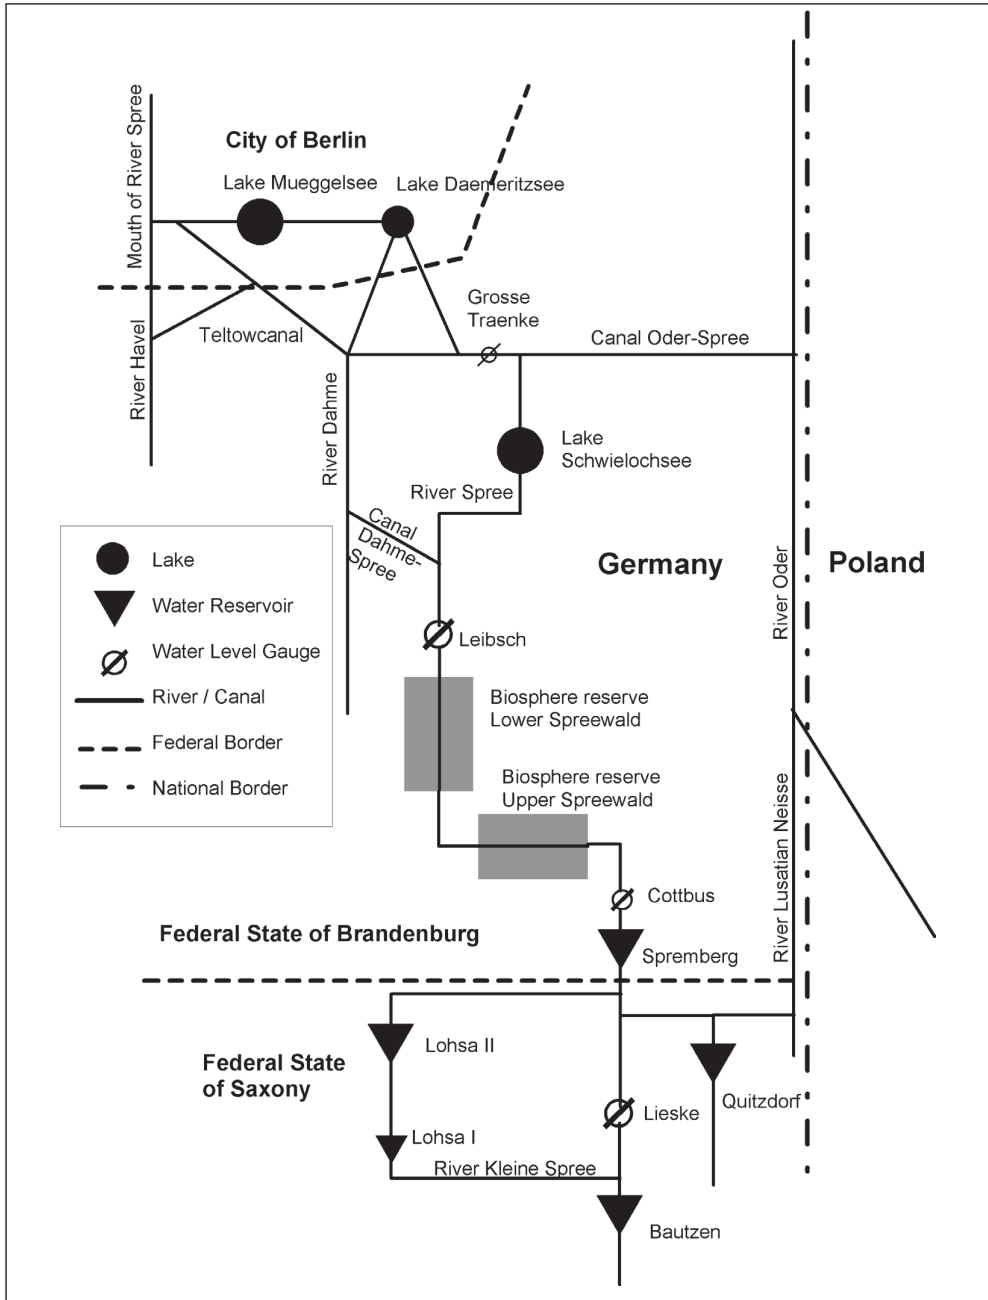 Mouth of River Spree
City of Berlin
Lake Mueggelsee
Lake Daemeritzsee
Grosse
Traenke
Canal Oder-Spree
Teltowcanal
River Havel
River Dahme
Lake
Schwielochsee
River Spree
Canal
Dahme-
Spree
Germany
Poland
River Oder
Lake
Water Reservoir
Water Level Gauge
River / Canal
Federal Border
National Border
Leibsch
Biosphere reserve
Lower Spreewald
Biosphere reserve
Upper Spreewald
River Lusatian Neisse
Cottbus
Federal State of Brandenburg
Spremberg
Federal State
of Saxony
Lohsa II
Lieske
Quitzdorf
Lohsa I
River Kleine Spree
Bautzen